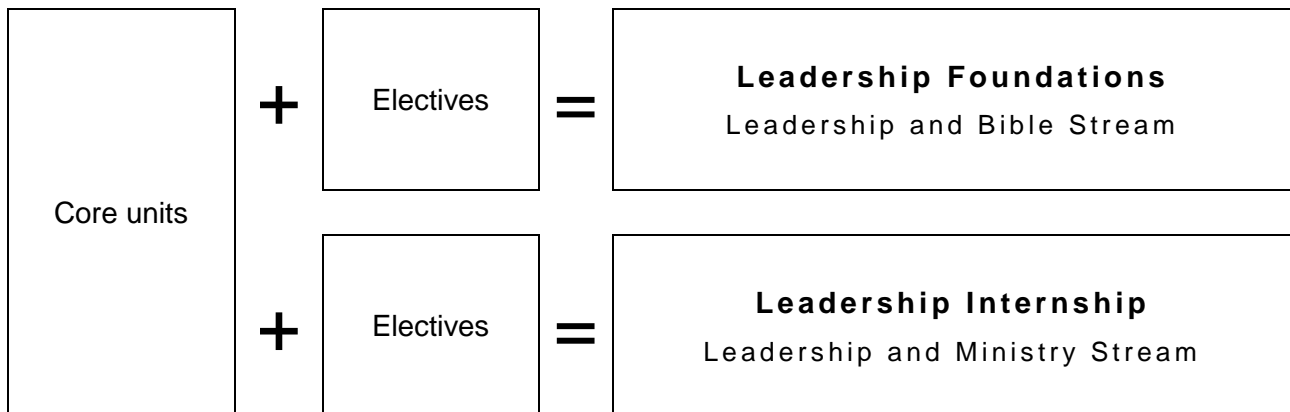 +
Electives
=
Leadership Foundations
Leadership and Bible Stream
Core units
+
Electives
=
Leadership Internship
Leadership and Ministry Stream